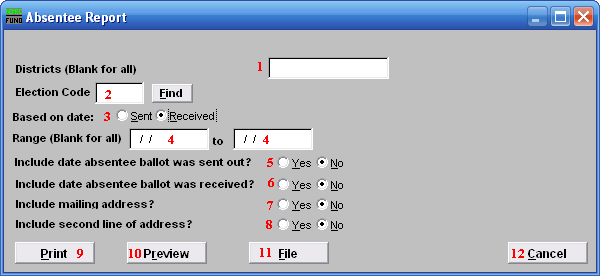 FUND Absentee Report
Districts (Blank for all) 1
Election Code 2 Find
Based on date: 3 Sent Received
Range (Blank for all) / / 4 to / / 4
Include date absentee ballot was sent out? 5 Yes No
Include date absentee ballot was received? 6 Yes No
Include mailing address? 7 Yes No
Include second line of address? 8 Yes No
Print 9 10 Preview 11 File 12 Cancel